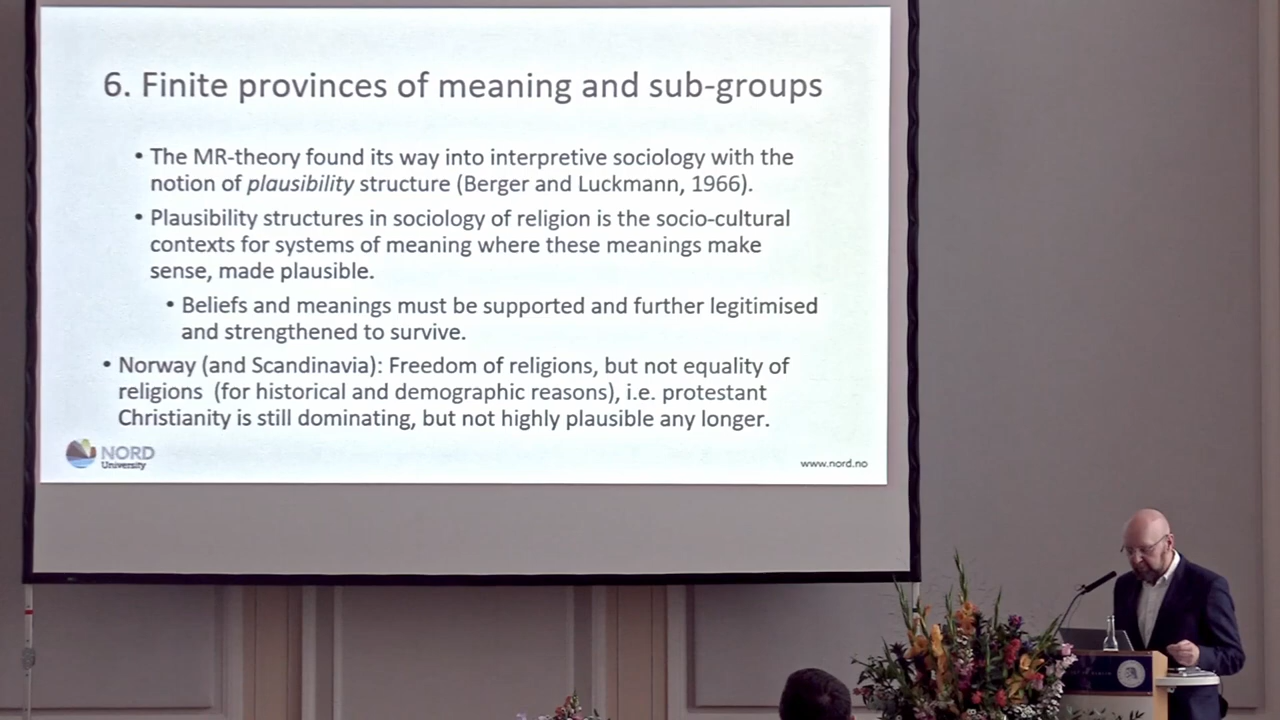 6. Finite provinces of meaning and sub-groups
• The MR-theory found its way into interpretive sociology with the
notion of plausibility structure (Berger and Luckmann, 1966).
• Plausibility structures in sociology of religion is the socio-cultural
contexts for systems of meaning where these meanings make
sense, made plausible.
• Beliefs and meanings must be supported and further legitimised
and strengthened to survive.
• Norway (and Scandinavia): Freedom of religions, but not equality of
religions (for historical and demographic reasons), i.e. protestant
Christianity is still dominating, but not highly plausible any longer.
NORD
University
www.nord.no